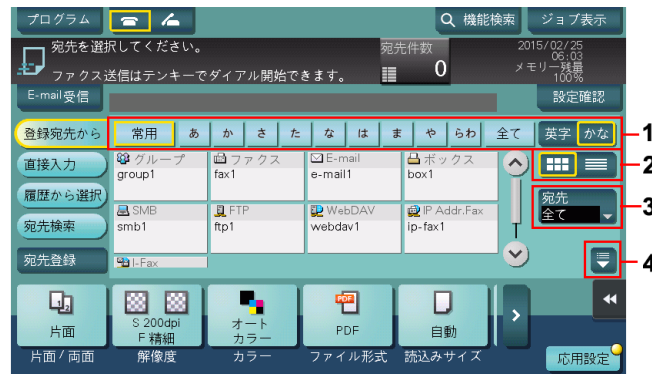 プログラム
機能検索
ジョブ表示
宛先を選択してください。
ファクス送信はテンキーでダイアル開始できます。
宛先件数
0
2015/02/25
06:03
メモリー残量
100%
E-mail受信
設定確認
登録宛先から
常用 あ か さ た な は ま や らわ 全て 英字 かな
1
直接入力
グループ
group1
ファクス
fax1
E-mail
e-mail1
ボックス
box1
2
履歴から選択
宛先
全て
3
宛先検索
SMB
smb1
FTP
ftp1
WebDAV
webdav1
IP Addr.Fax
ip-fax1
宛先登録
I-Fax
4
片面
S 200dpi
F 精細
オート
カラー
PDF
PDF
自動
片面/両面
解像度
カラー
ファイル形式
読込みサイズ
応用設定